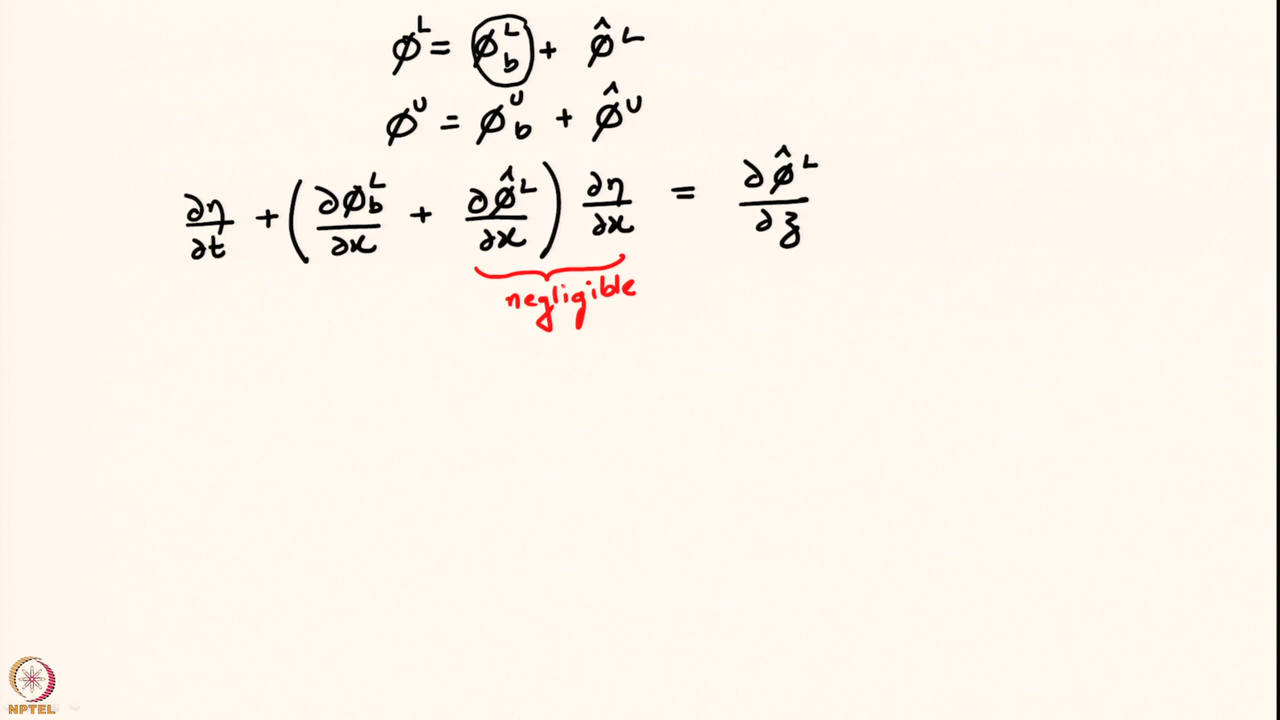 φ^L = φ_b^L + φ̂^L
φ^U = φ_b^U + φ̂^U
∂η/∂t + (∂φ_b^L/∂x + ∂φ̂^L/∂x) ∂η/∂x = ∂φ̂^L/∂z
negligible
NPTEL